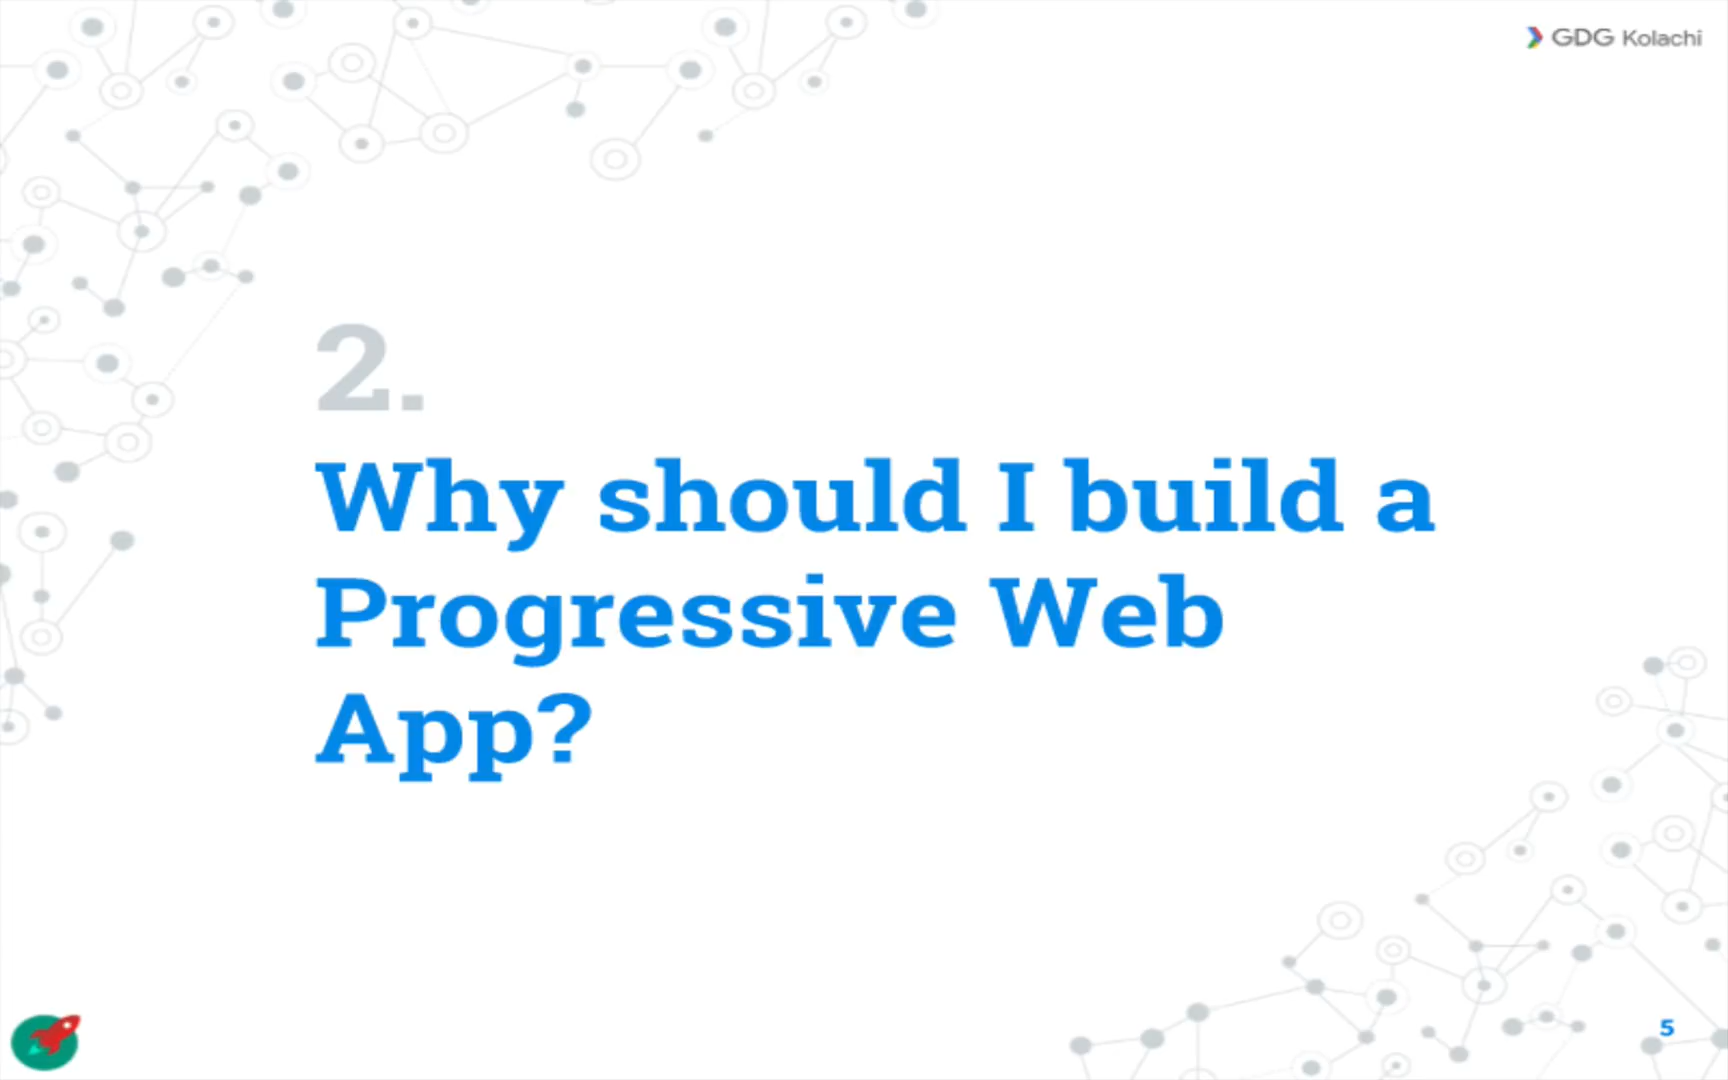 GDG Kolachi
2.
Why should I build a
Progressive Web
App?
5